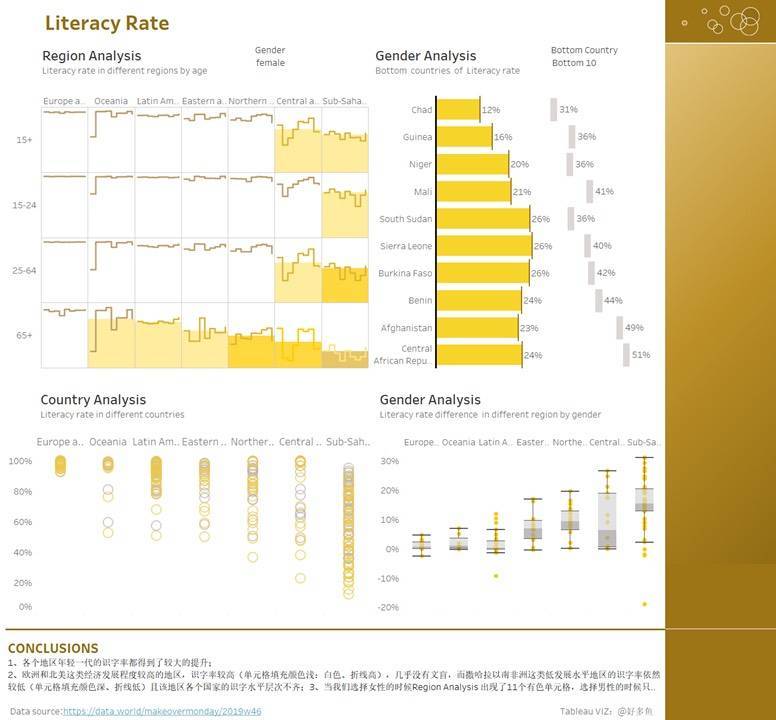 Literacy Rate
Region Analysis
Literacy rate in different regions by age
Gender
female
Europe a.. Oceania Latin Am.. Eastern a.. Northern .. Central a.. Sub-Saha..
15+
15-24
25-64
65+
Gender Analysis
Bottom countries of Literacy rate
Bottom Country
Bottom 10
Chad 12% 31%
Guinea 16% 36%
Niger 20% 36%
Mali 21% 41%
South Sudan 26% 36%
Sierra Leone 26% 40%
Burkina Faso 26% 42%
Benin 24% 44%
Afghanistan 23% 49%
Central
African Repu.. 24% 51%
Country Analysis
Literacy rate in different countries
Europe a.. Oceania Latin Am.. Eastern .. Norther.. Central .. Sub-Sah..
100%
80%
60%
40%
20%
0%
Gender Analysis
Literacy rate difference in different region by gender
Europe.. Oceania Latin A.. Easter.. Northe.. Central.. Sub-Sa..
30%
20%
10%
0%
-10%
-20%
CONCLUSIONS
1、各个地区年轻一代的识字率都得到了较大的提升;
2、欧洲和北美这类经济发展程度较高的地区，识字率较高（单元格填充颜色浅：白色、折线高），几乎没有文盲，而撒哈拉以南非洲这类低发展水平地区的识字率依然
较低（单元格填充颜色深、折线低）且该地区各个国家的识字水平层次不齐; 3、当我们选择女性的时候Region Analysis 出现了11个有色单元格，选择男性的时候只..
Data source:https://data.world/makeovermonday/2019w46
Tableau VIZ: @好多鱼